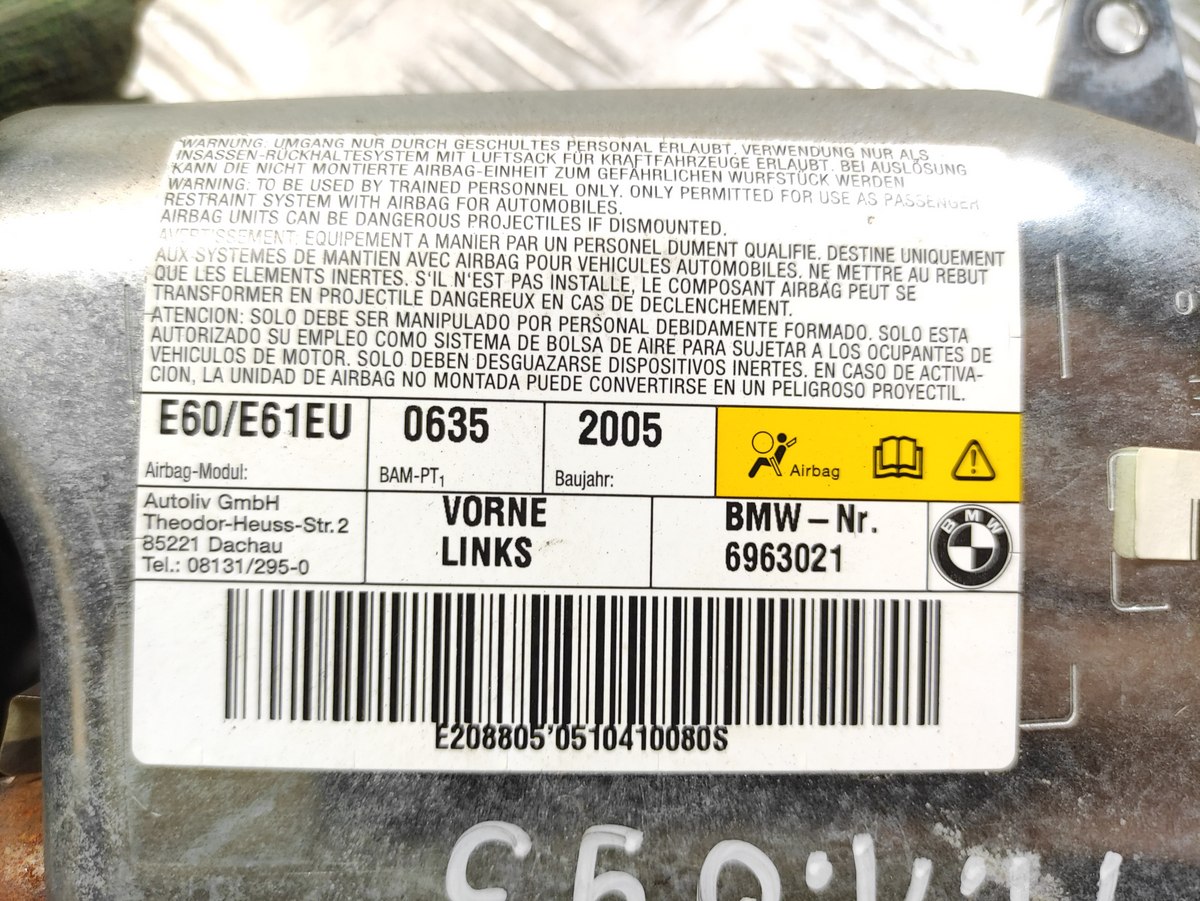 WARNUNG. UMGANG NUR DURCH GESCHULTES PERSONAL ERLAUBT. VERWENDUNG NUR ALS
INSASSEN-RÜCKHALTESYSTEM MIT LUFTSACK FÜR KRAFTFAHRZEUGE ERLAUBT. BEI AUSLÖSUNG
KANN DIE NICHT MONTIERTE AIRBAG-EINHEIT ZUM GEFÄHRLICHEN WURFSTÜCK WERDEN
WARNING: TO BE USED BY TRAINED PERSONNEL ONLY. ONLY PERMITTED FOR USE AS PASSENGER
RESTRAINT SYSTEM WITH AIRBAG FOR AUTOMOBILES.
AIRBAG UNITS CAN BE DANGEROUS PROJECTILES IF DISMOUNTED.
AVERTISSEMENT: EQUIPEMENT A MANIER PAR UN PERSONEL DUMENT QUALIFIE. DESTINE UNIQUEMENT
AUX SYSTEMES DE MANTIEN AVEC AIRBAG POUR VEHICULES AUTOMOBILES. NE METTRE AU REBUT
QUE LES ELEMENTS INERTES. S'IL N'EST PAS INSTALLE, LE COMPOSANT AIRBAG PEUT SE
TRANSFORMER EN PROJECTILE DANGEREUX EN CAS DE DECLENCHEMENT.
ATENCION: SOLO DEBE SER MANIPULADO POR PERSONAL DEBIDAMENTE FORMADO. SOLO ESTA
AUTORIZADO SU EMPLEO COMO SISTEMA DE BOLSA DE AIRE PARA SUJETAR A LOS OCUPANTES DE
VEHICULOS DE MOTOR. SOLO DEBEN DESGUAZARSE DISPOSITIVOS INERTES. EN CASO DE ACTIVA-
CION, LA UNIDAD DE AIRBAG NO MONTADA PUEDE CONVERTIRSE EN UN PELIGROSO PROYECTIL.
E60/E61EU 0635 2005
Airbag
Airbag-Modul: BAM-PT1 Baujahr:
Autoliv GmbH
Theodor-Heuss-Str.2
85221 Dachau
Tel.: 08131/295-0
VORNE
LINKS
BMW-Nr.
6963021
BMW
E208805'0510410080S